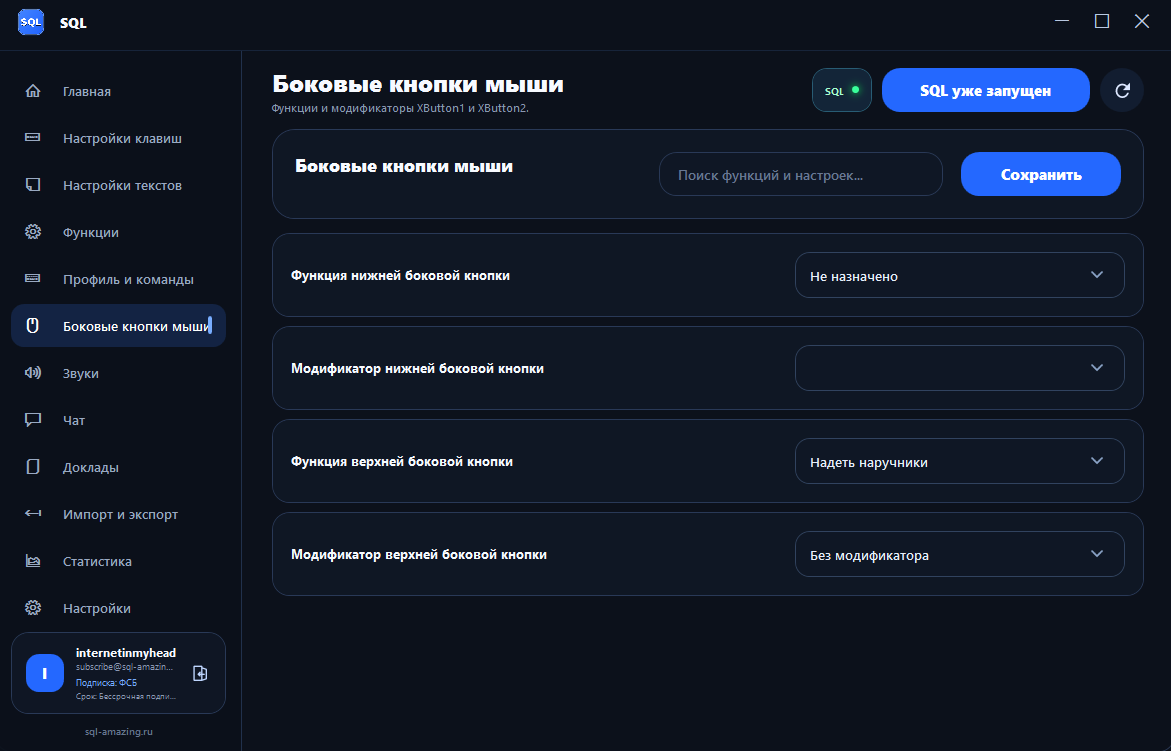 SQL
SQL
Главная
Настройки клавиш
Настройки текстов
Функции
Профиль и команды
Боковые кнопки мыши
Звуки
Чат
Доклады
Импорт и экспорт
Статистика
Настройки
I
internetinmyhead
subscribe@sql-amazin...
Подписка: ФСБ
Срок: Бессрочная подпи...
sql-amazing.ru
Боковые кнопки мыши
Функции и модификаторы XButton1 и XButton2.
SQL
SQL уже запущен
Боковые кнопки мыши
Поиск функций и настроек...
Сохранить
Функция нижней боковой кнопки
Не назначено
Модификатор нижней боковой кнопки
Функция верхней боковой кнопки
Надеть наручники
Модификатор верхней боковой кнопки
Без модификатора